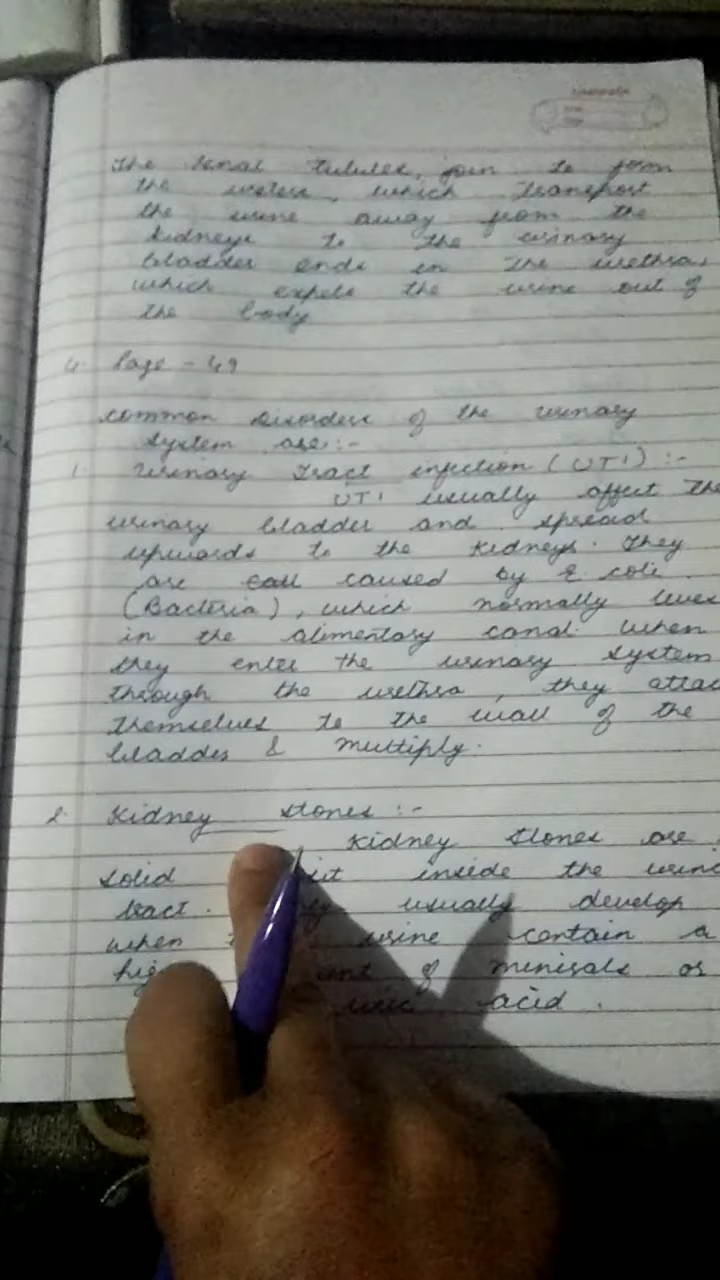 The renal tubules, join to form
the ureters, which transport
the urine away from the
kidneys to the urinary
bladder ends in the urethra,
which expels the urine out of
the body
4. Page - 49
common Disorders of the urinary
system are:-
1. Urinary Tract infection (UTI) :-
UTI usually affect the
urinary bladder and spread
upwards to the kidneys. They
are caused by E coli
(Bacteria), which normally lives
in the alimentary canal. When
they enter the urinary system
through the urethra, they attac
themselves to the wall of the
bladder & multiply.
2. Kidney stones :-
Kidney stones are
solid inside the urina
tract. usually develop
when urine contain a
of minerals or
uric acid.